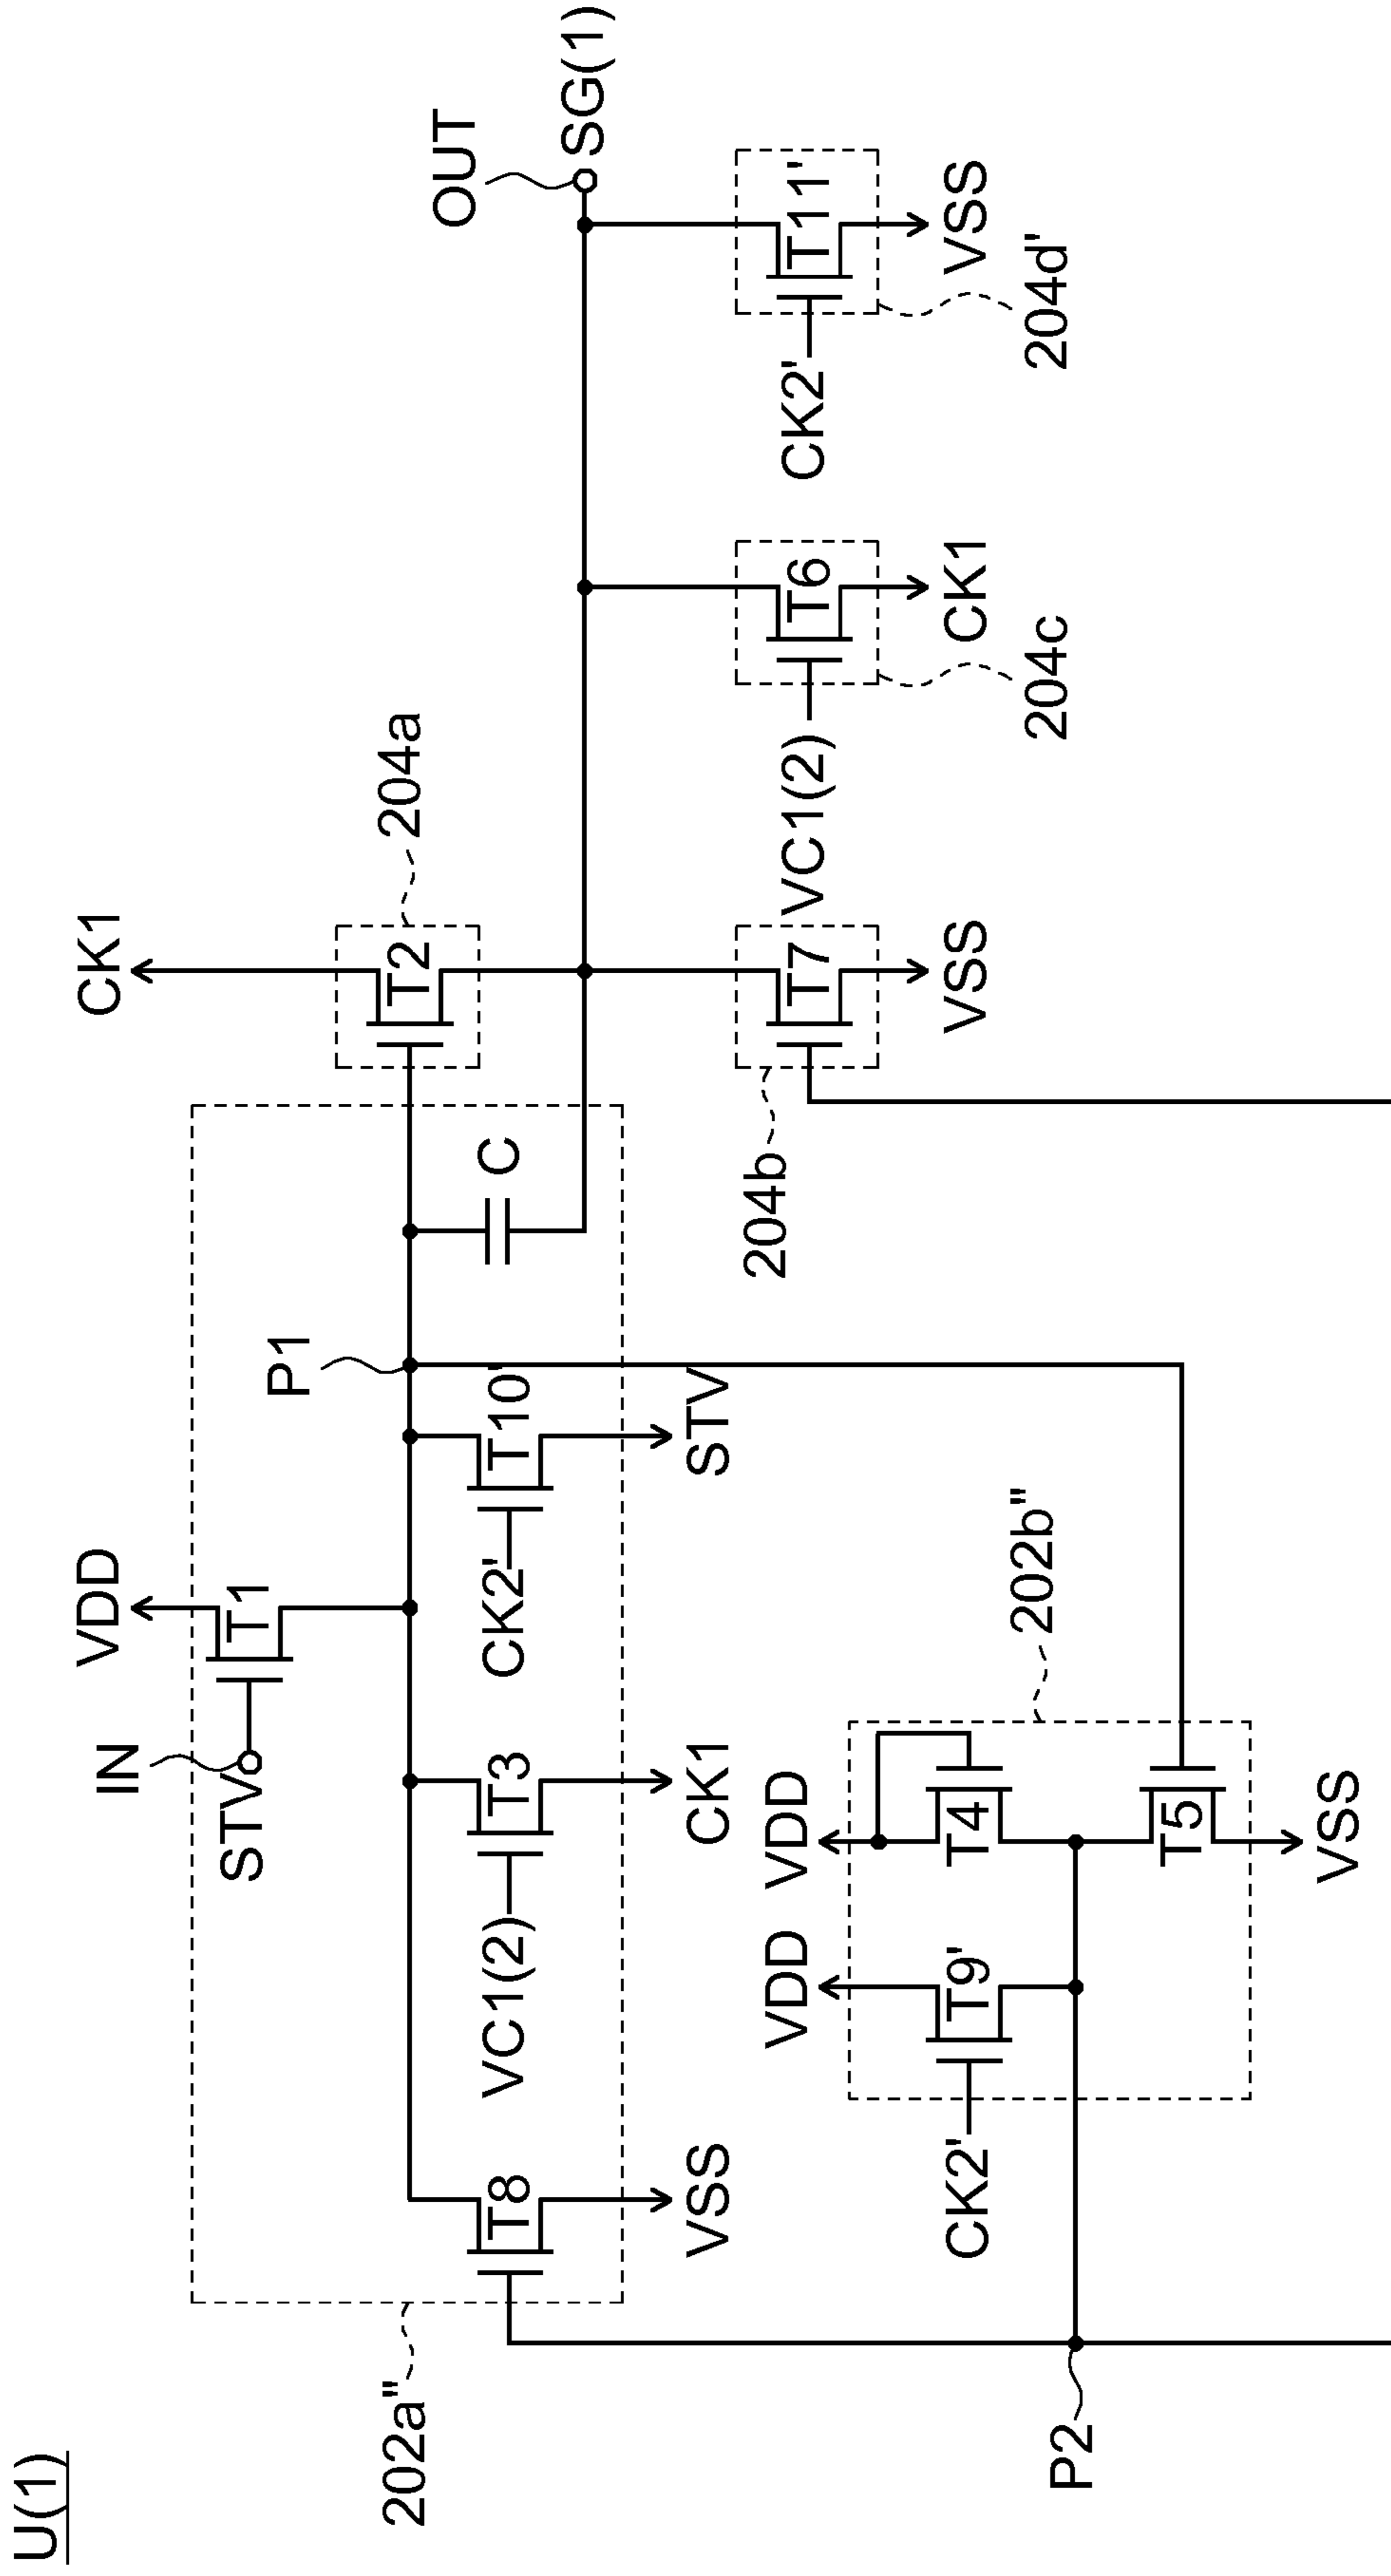 U(1)
VDD
CK1
IN
STV
T1
P1
204a
T2
OUT
SG(1)
202a"
T8
VSS
VC1(2)
T3
CK1
CK2'
T10'
STV
C
204b
T7
VSS
VC1(2)
T6
CK1
204c
CK2'
T11'
VSS
204d'
VDD
VDD
CK2'
T9'
T4
202b"
P2
T5
VSS